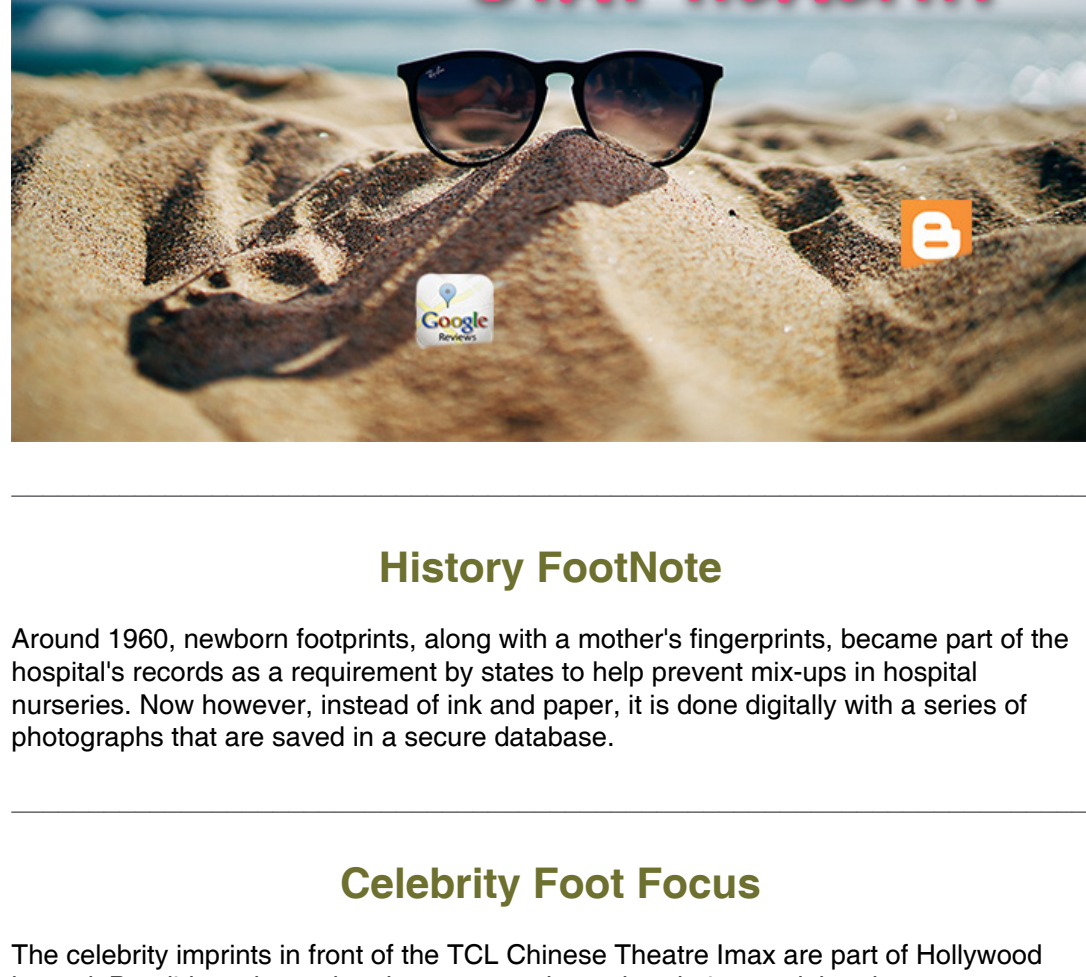 Ray-Ban
Google
Reviews
History FootNote
Around 1960, newborn footprints, along with a mother's fingerprints, became part of the
hospital's records as a requirement by states to help prevent mix-ups in hospital
nurseries. Now however, instead of ink and paper, it is done digitally with a series of
photographs that are saved in a secure database.
Celebrity Foot Focus
The celebrity imprints in front of the TCL Chinese Theatre Imax are part of Hollywood